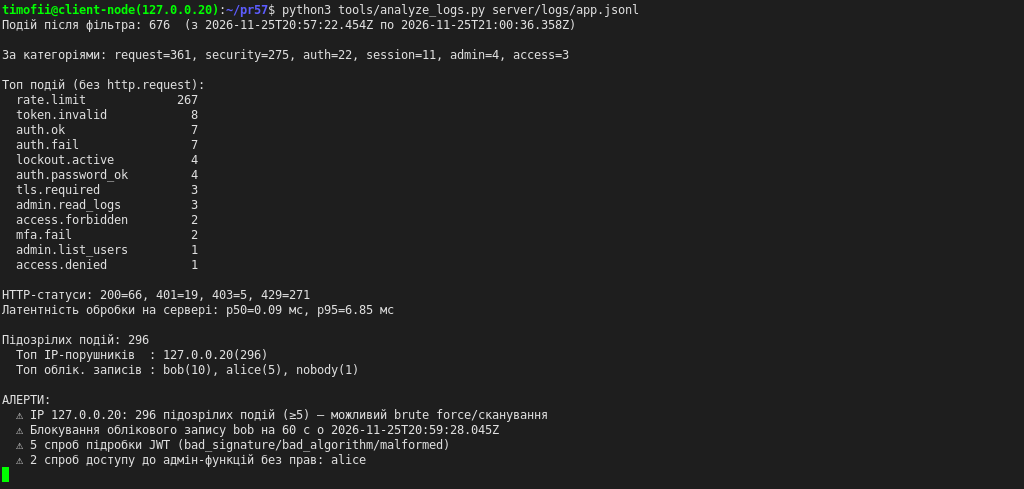 timofii@client-node(127.0.0.20):~/pr57$ python3 tools/analyze_logs.py server/logs/app.jsonl
Подій після фільтра: 676  (з 2026-11-25T20:57:22.454Z по 2026-11-25T21:00:36.358Z)
За категоріями: request=361, security=275, auth=22, session=11, admin=4, access=3
Топ подій (без http.request):
rate.limit 267
token.invalid 8
auth.ok 7
auth.fail 7
lockout.active 4
auth.password_ok 4
tls.required 3
admin.read_logs 3
access.forbidden 2
mfa.fail 2
admin.list_users 1
access.denied 1
HTTP-статуси: 200=66, 401=19, 403=5, 429=271
Латентність обробки на сервері: p50=0.09 мс, p95=6.85 мс
Підозрілих подій: 296
Топ IP-порушників  : 127.0.0.20(296)
Топ облік. записів : bob(10), alice(5), nobody(1)
АЛЕРТИ:
⚠ IP 127.0.0.20: 296 підозрілих подій (≥5) — можливий brute force/сканування
⚠ Блокування облікового запису bob на 60 с о 2026-11-25T20:59:28.045Z
⚠ 5 спроб підробки JWT (bad_signature/bad_algorithm/malformed)
⚠ 2 спроб доступу до адмін-функцій без прав: alice